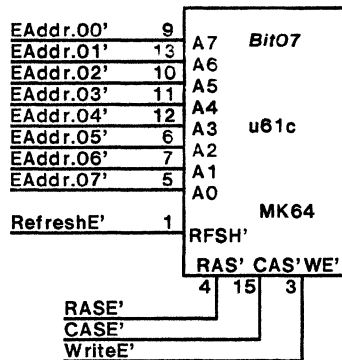 EAddr.00' 9 A7 Bit07
EAddr.01' 13 A6
EAddr.02' 10 A5
EAddr.03' 11 A4
EAddr.04' 12 A3 u61c
EAddr.05' 6 A2
EAddr.06' 7 A1
EAddr.07' 5 A0
MK64
RefreshE' 1 RFSH'
RAS' CAS' WE'
4 15 3
RASE'
CASE'
WriteE'